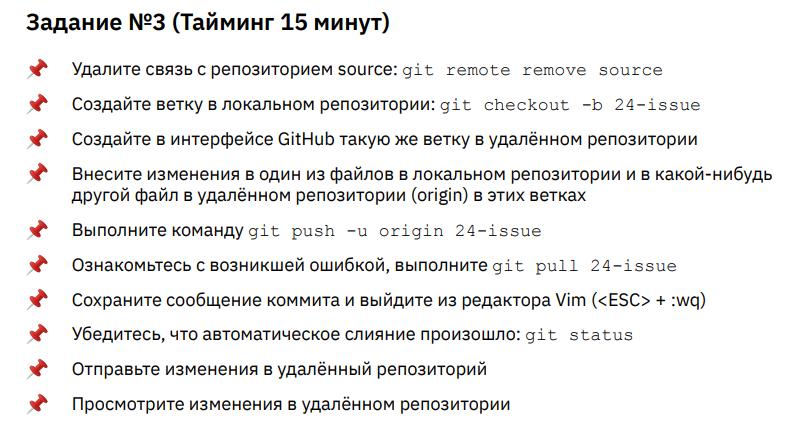 Задание №3 (Тайминг 15 минут)
Удалите связь с репозиторием source: git remote remove source
Создайте ветку в локальном репозитории: git checkout -b 24-issue
Создайте в интерфейсе GitHub такую же ветку в удалённом репозитории
Внесите изменения в один из файлов в локальном репозитории и в какой-нибудь
другой файл в удалённом репозитории (origin) в этих ветках
Выполните команду git push -u origin 24-issue
Ознакомьтесь с возникшей ошибкой, выполните git pull 24-issue
Сохраните сообщение коммита и выйдите из редактора Vim (<ESC> + :wq)
Убедитесь, что автоматическое слияние произошло: git status
Отправьте изменения в удалённый репозиторий
Просмотрите изменения в удалённом репозитории